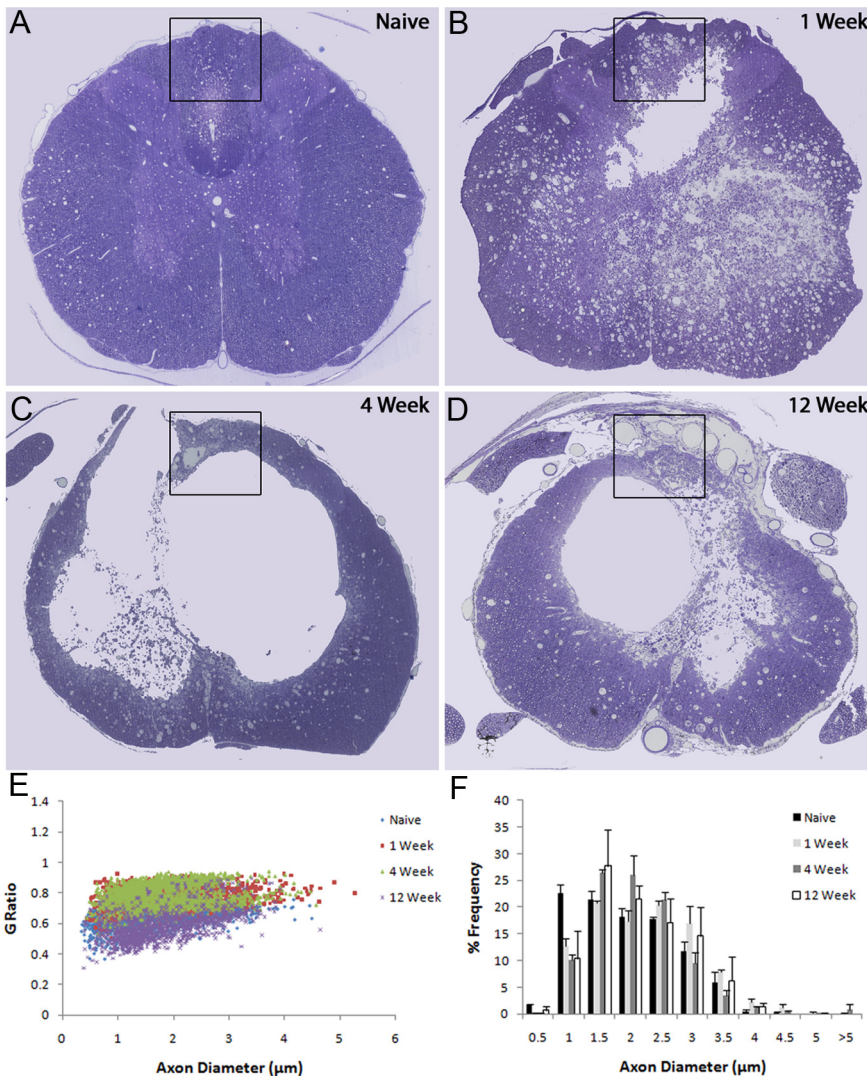 A
Naive
B
1 Week
C
4 Week
D
12 Week
E
1.4
1.2
1
0.8
0.6
0.4
0.2
0
G Ratio
0
1
2
3
4
5
6
Axon Diameter (µm)
Naive
1 Week
4 Week
12 Week
F
40
35
30
25
20
15
10
5
0
% Frequency
0.5
1
1.5
2
2.5
3
3.5
4
4.5
5
>5
Axon Diameter (µm)
Naive
1 Week
4 Week
12 Week